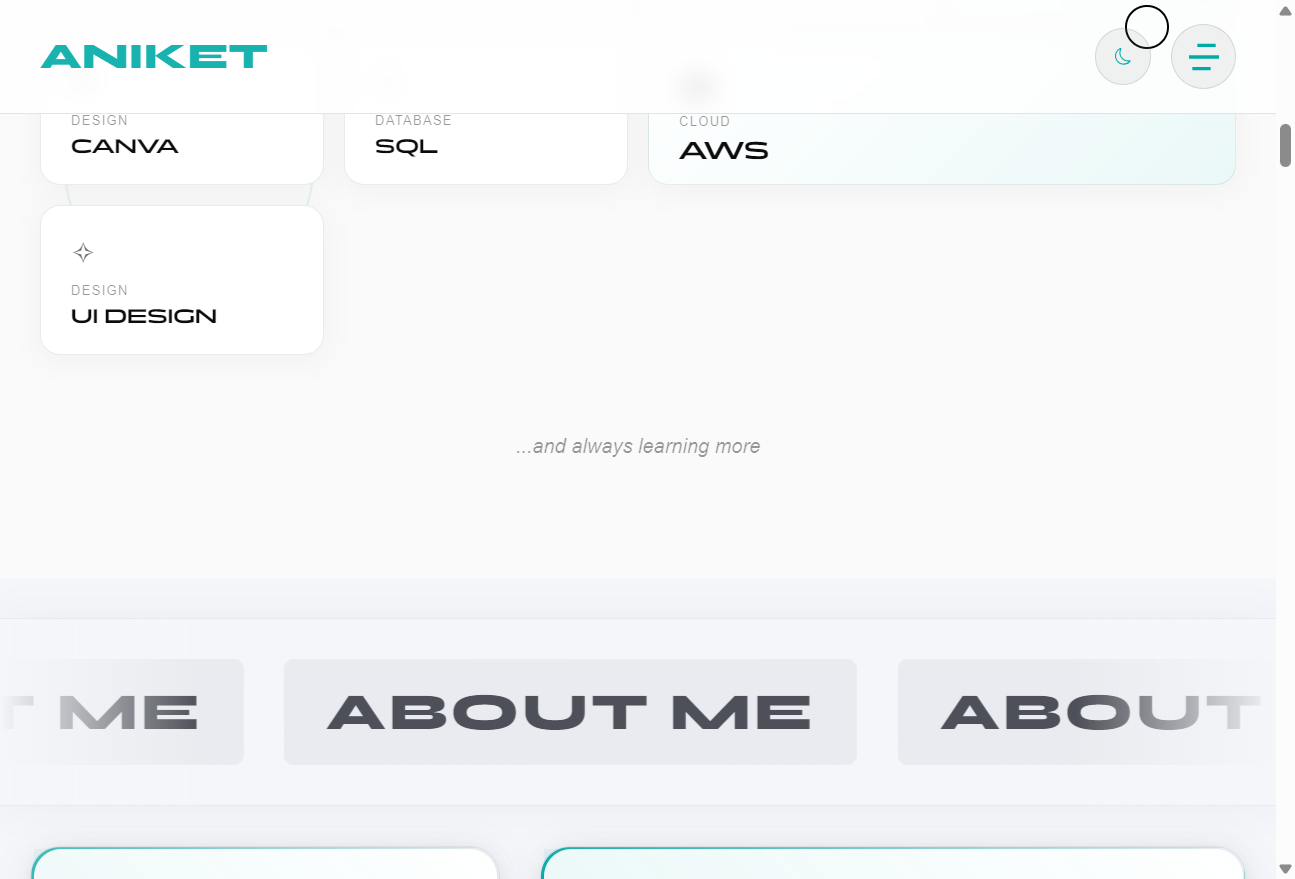 ANIKET
DESIGN
CANVA
DATABASE
SQL
CLOUD
AWS
DESIGN
UI DESIGN
...and always learning more
T ME
ABOUT ME
ABOUT